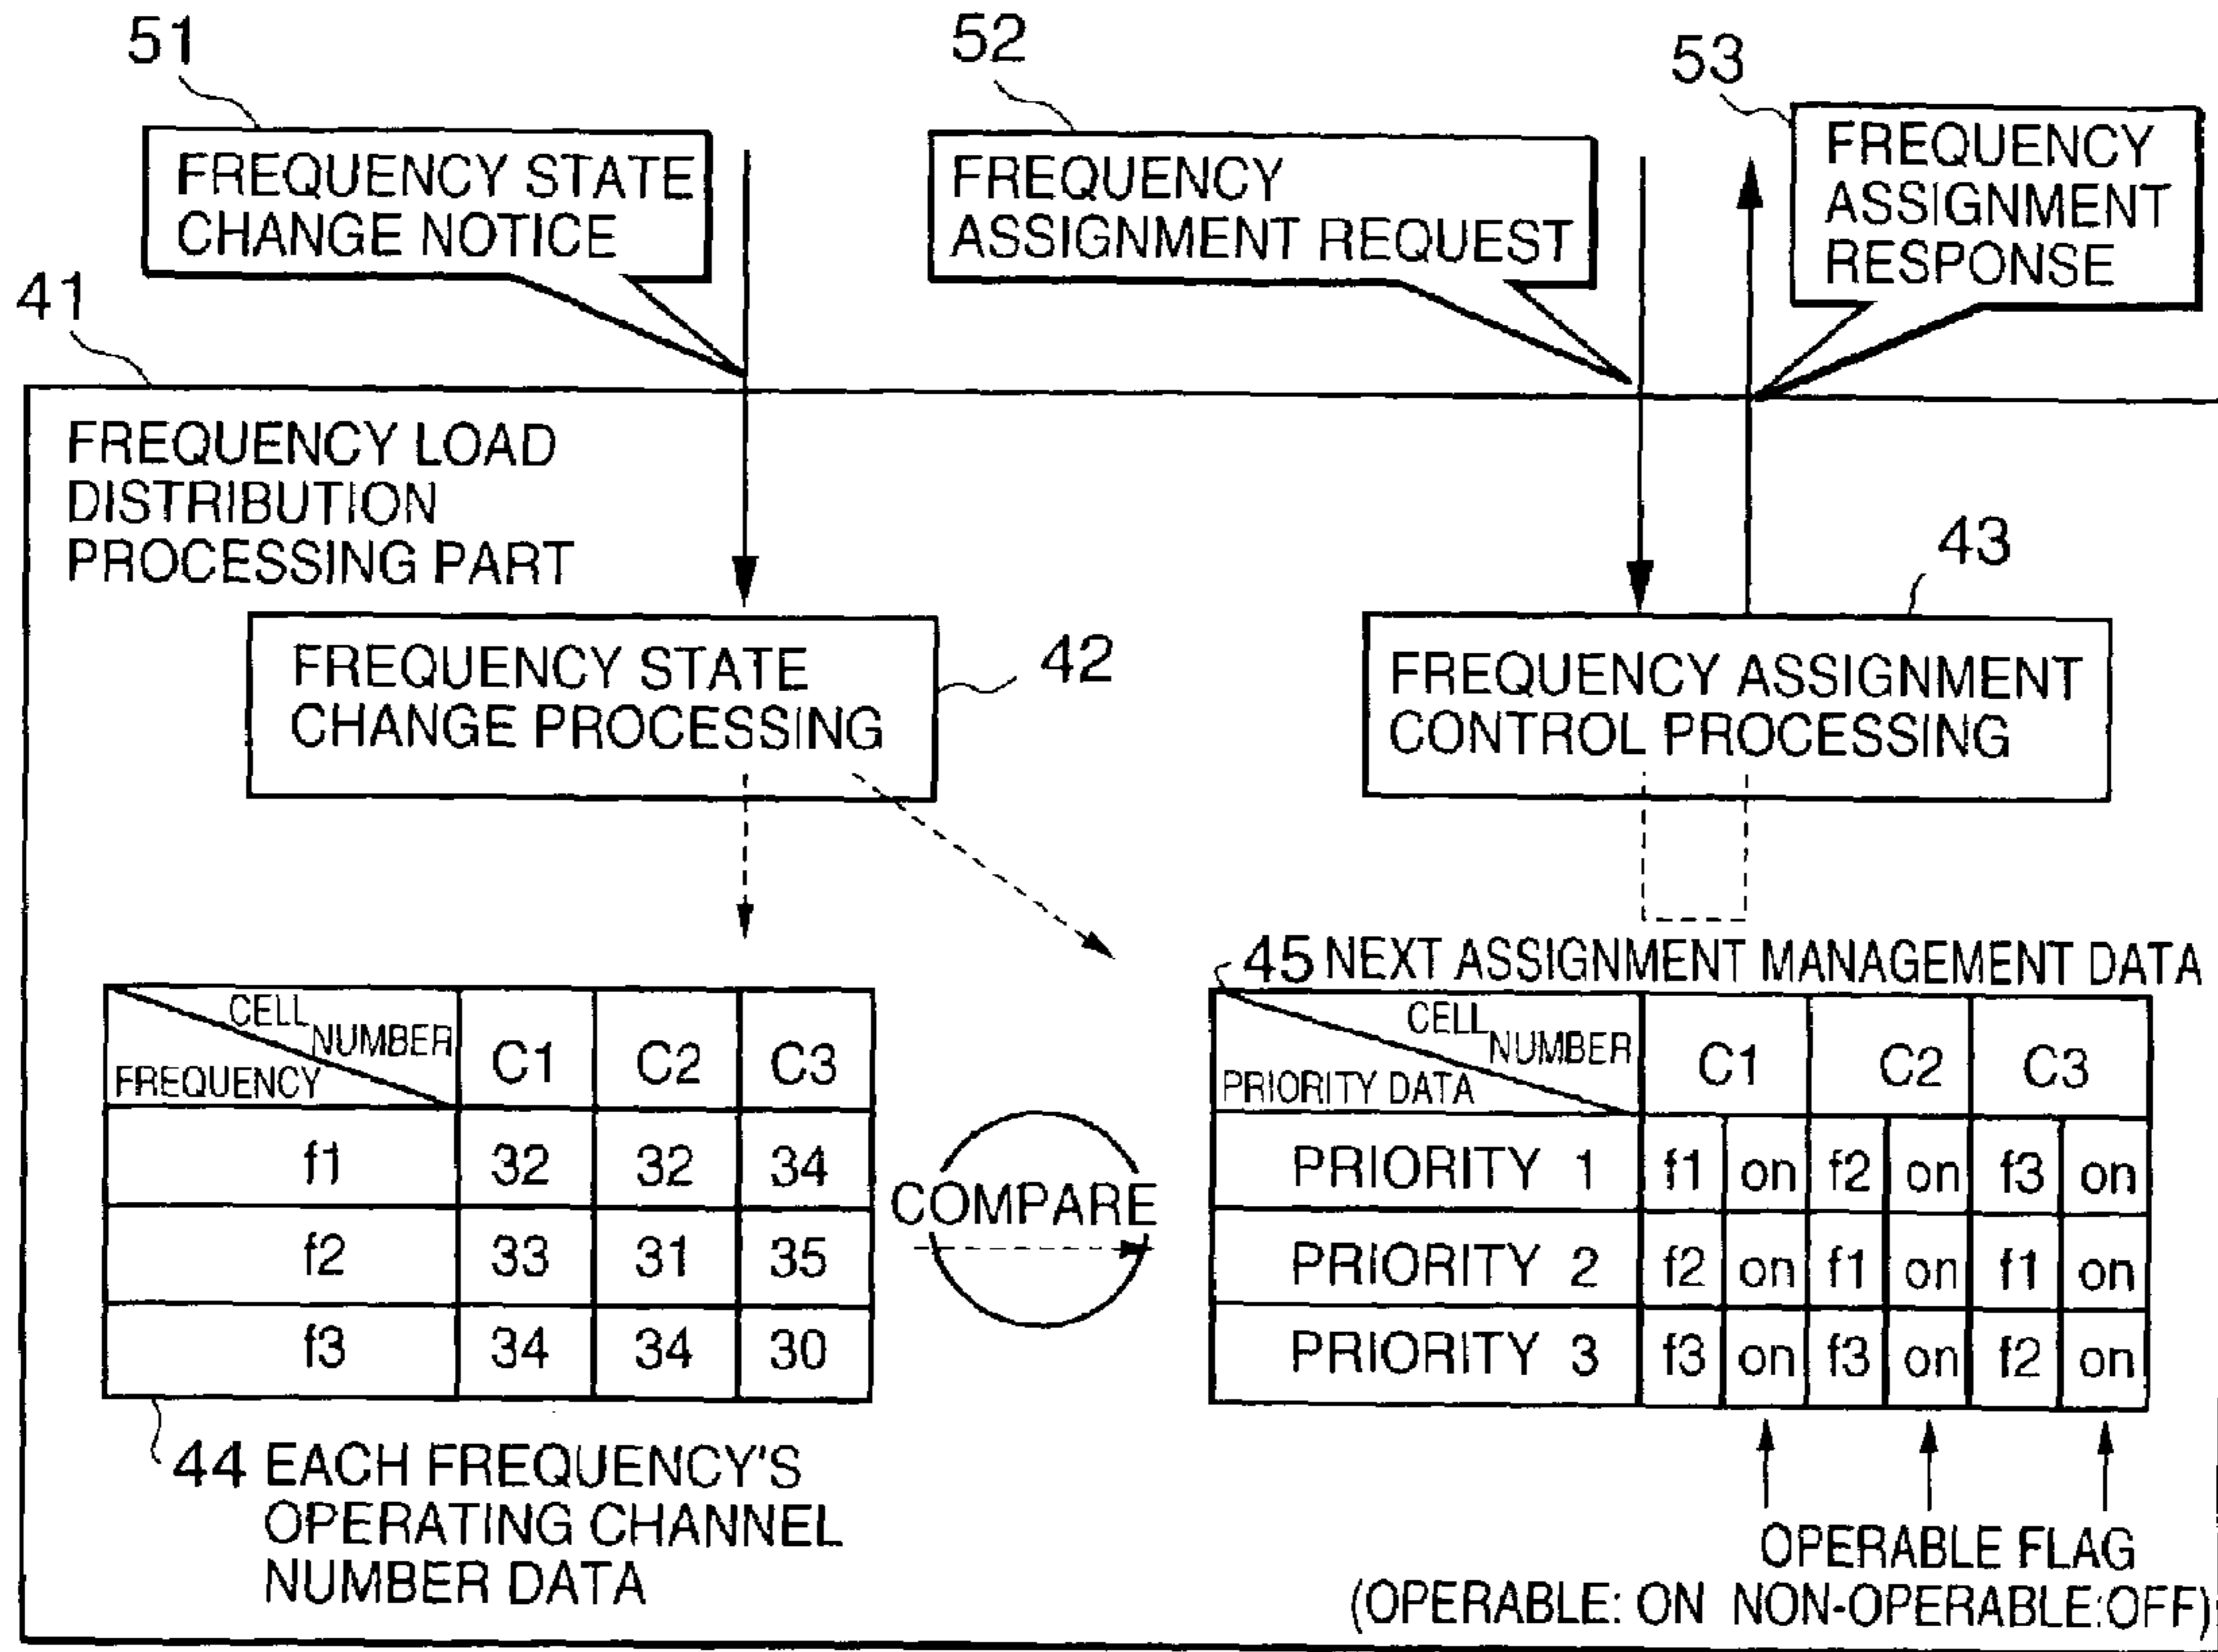 51
52
53
FREQUENCY STATE
CHANGE NOTICE
FREQUENCY
ASSIGNMENT REQUEST
FREQUENCY
ASSIGNMENT
RESPONSE
41
FREQUENCY LOAD
DISTRIBUTION
PROCESSING PART
43
FREQUENCY STATE
CHANGE PROCESSING
42
FREQUENCY ASSIGNMENT
CONTROL PROCESSING
45 NEXT ASSIGNMENT MANAGEMENT DATA
CELL NUMBER
FREQUENCY
C1 C2 C3
f1 32 32 34
f2 33 31 35
f3 34 34 30
COMPARE
CELL NUMBER
PRIORITY DATA
C1 C2 C3
PRIORITY 1 f1 on f2 on f3 on
PRIORITY 2 f2 on f1 on f1 on
PRIORITY 3 f3 on f3 on f2 on
44 EACH FREQUENCY'S
OPERATING CHANNEL
NUMBER DATA
OPERABLE FLAG
(OPERABLE: ON NON-OPERABLE:OFF)